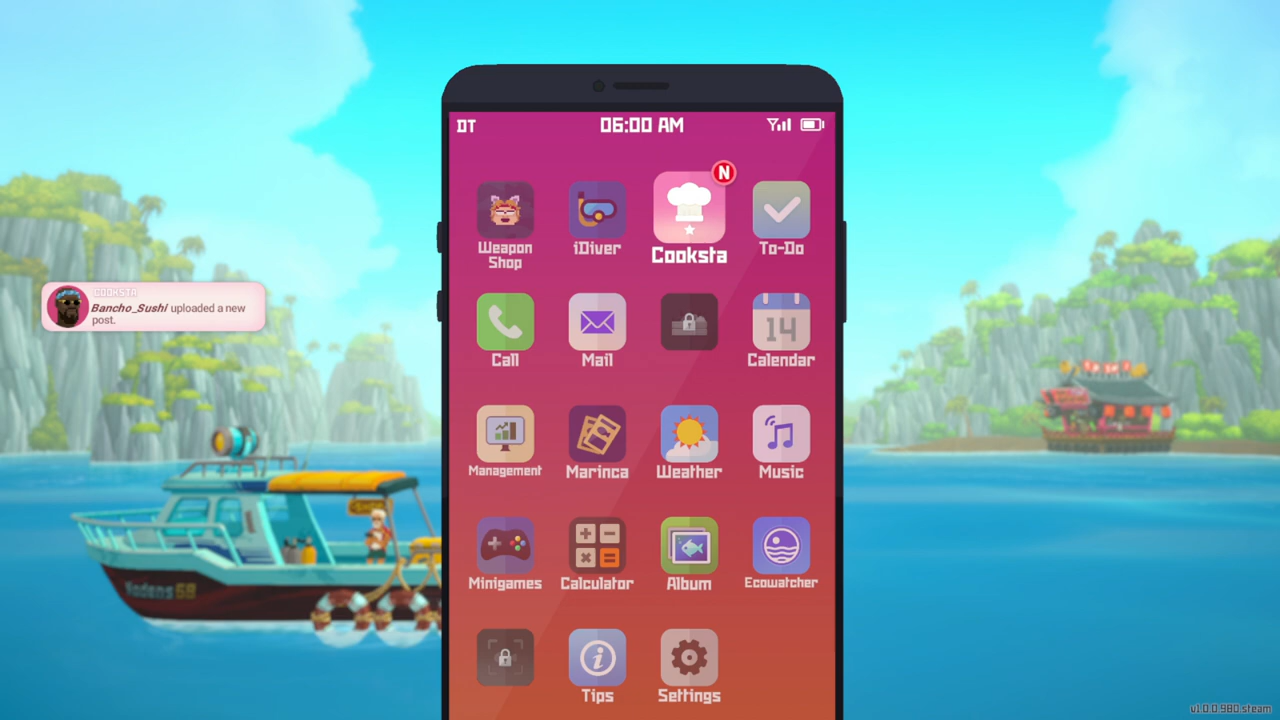 DT
06:00 AM
N
Weapon
Shop
iDiver
Cooksta
To-Do
COOKSTA
Bancho_Sushi uploaded a new
post.
Call
Mail
14
Calendar
Management
Marinca
Weather
Music
Minigames
Calculator
Album
Ecowatcher
58
Tips
Settings
v1.0.0.980.steam